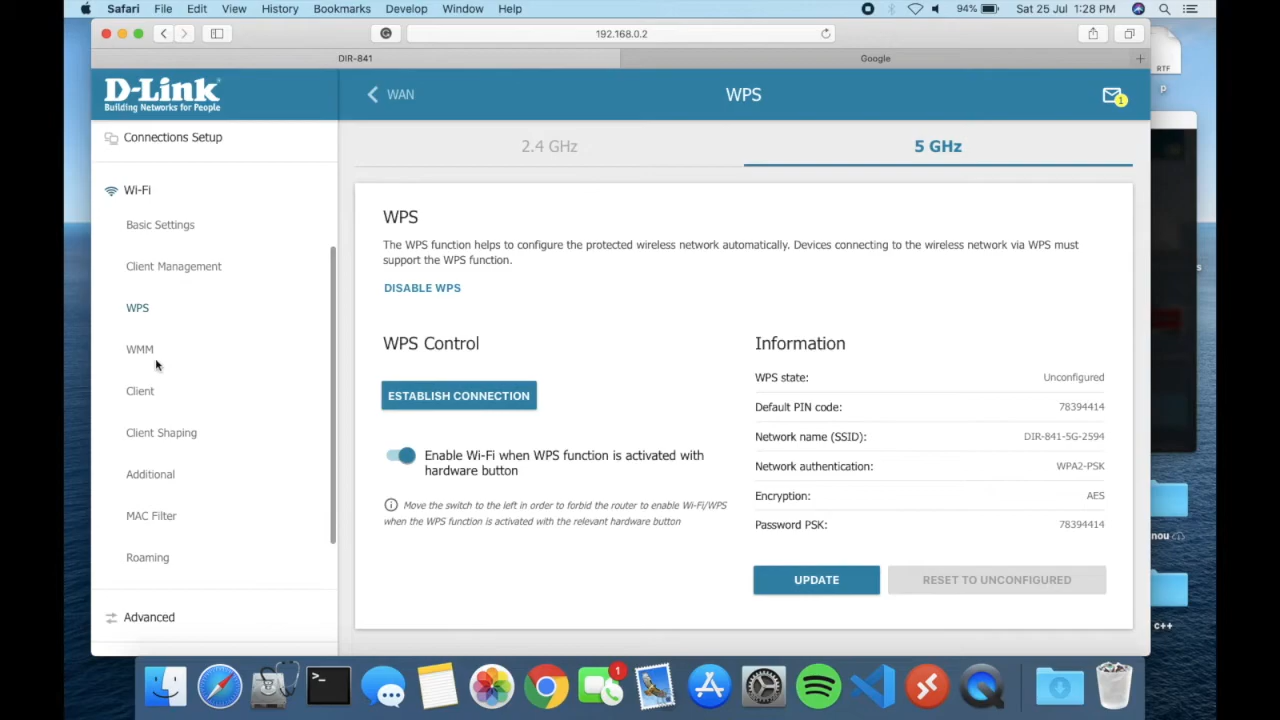 Safari File Edit View History Bookmarks Develop Window Help 94% Sat 25 Jul 1:28 PM
192.168.0.2
DIR-841 Google
D-Link
Building Networks for People
WAN
WPS
1
Connections Setup
Wi-Fi
Basic Settings
Client Management
WPS
WMM
Client
Client Shaping
Additional
MAC Filter
Roaming
Advanced
2.4 GHz 5 GHz
WPS
The WPS function helps to configure the protected wireless network automatically. Devices connecting to the wireless network via WPS must
support the WPS function.
DISABLE WPS
WPS Control
ESTABLISH CONNECTION
Enable Wi-Fi when WPS function is activated with
hardware button
Move the switch to the left in order to forbid the router to enable Wi-Fi/WPS
when the WPS function is activated with the relevant hardware button
Information
WPS state: Unconfigured
Default PIN code: 78394414
Network name (SSID): DIR-841-5G-2594
Network authentication: WPA2-PSK
Encryption: AES
Password PSK: 78394414
UPDATE RESET TO UNCONFIGURED
RTF
p
s
nou
c++
1